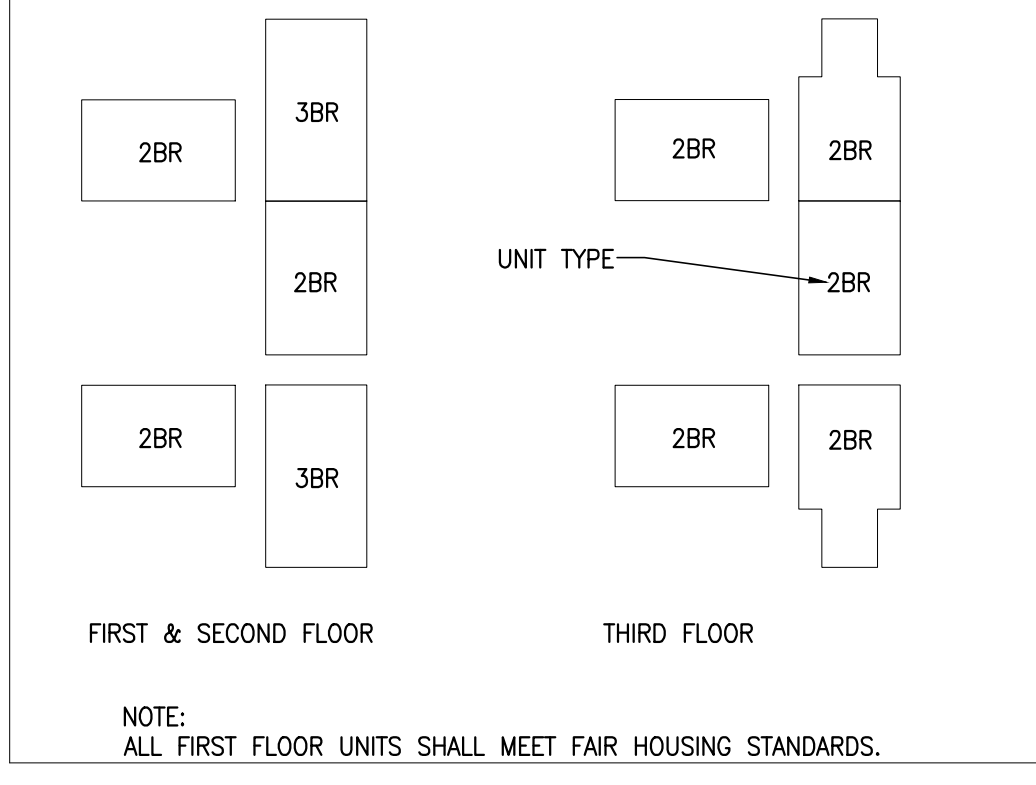 3BR
2BR
2BR
2BR
3BR
FIRST & SECOND FLOOR
2BR
2BR
UNIT TYPE
2BR
2BR
2BR
THIRD FLOOR
NOTE:
ALL FIRST FLOOR UNITS SHALL MEET FAIR HOUSING STANDARDS.